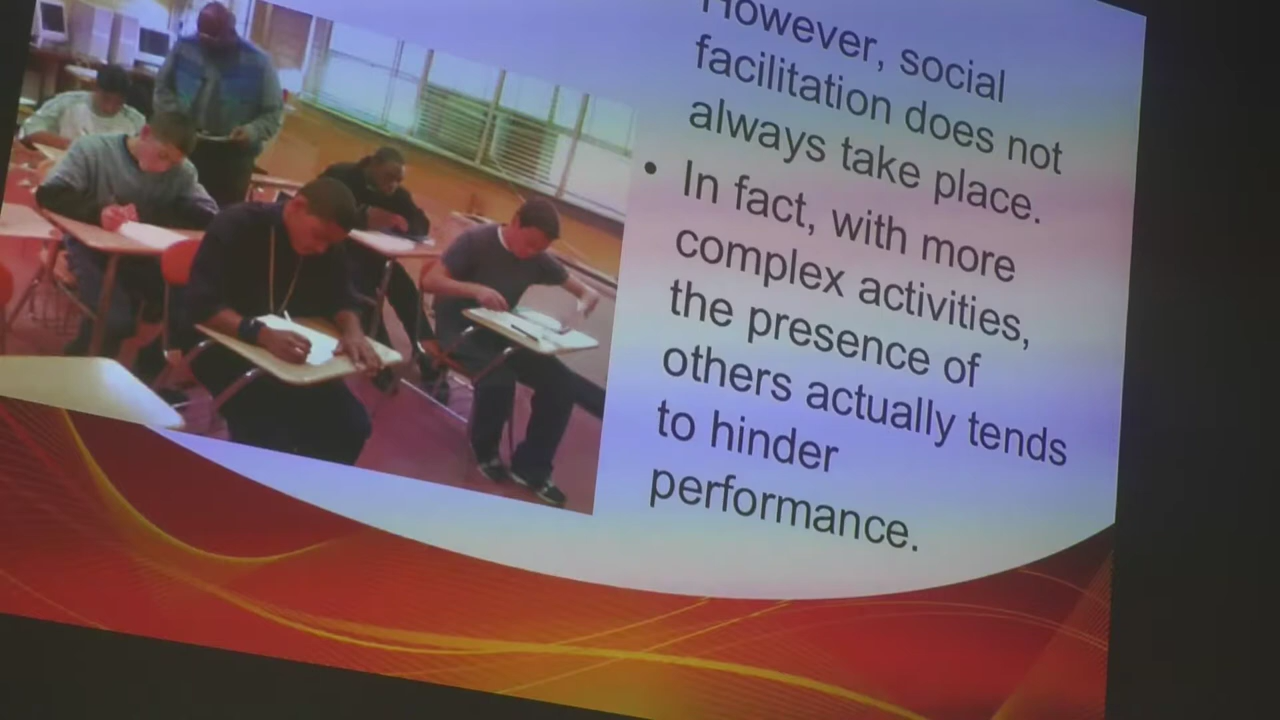 However, social
facilitation does not
always take place.
• In fact, with more
complex activities,
the presence of
others actually tends
to hinder
performance.